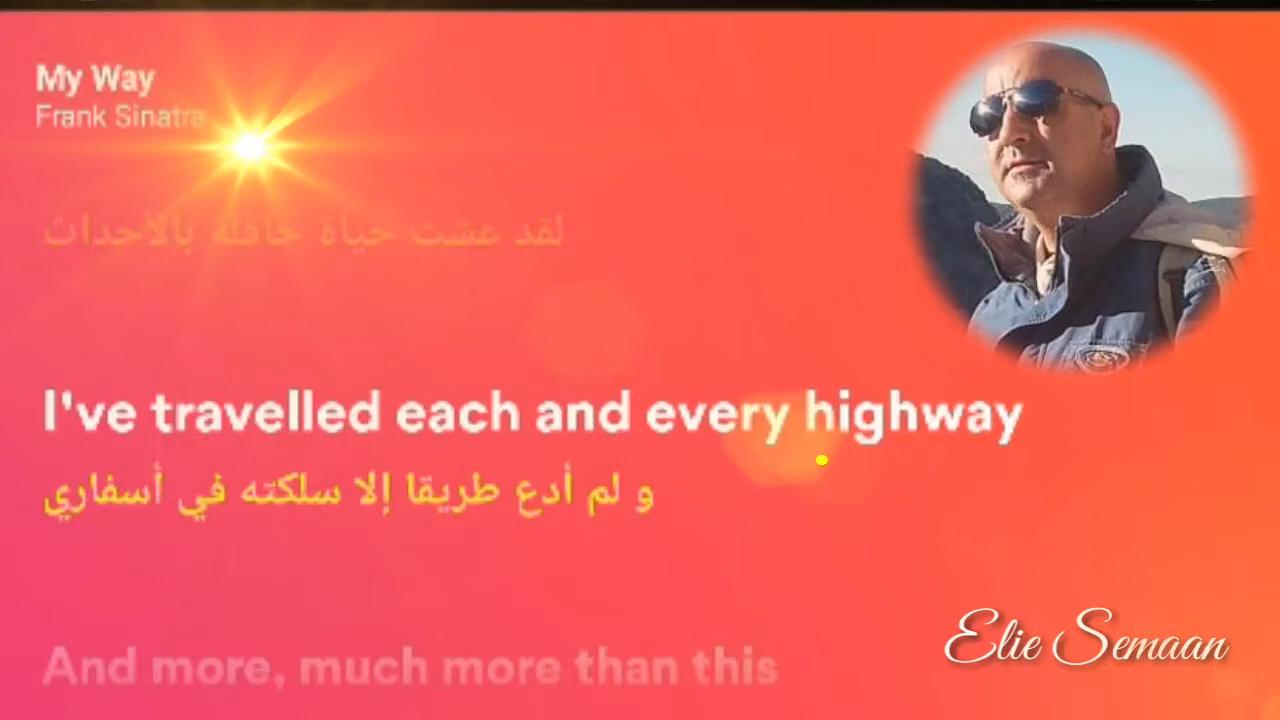 My Way
Frank Sinatra
لقد عشت حياة حافلة بالأحداث
I've travelled each and every highway
و لم أدع طريقا إلا سلكته في أسفاري
And more, much more than this
Elie Semaan